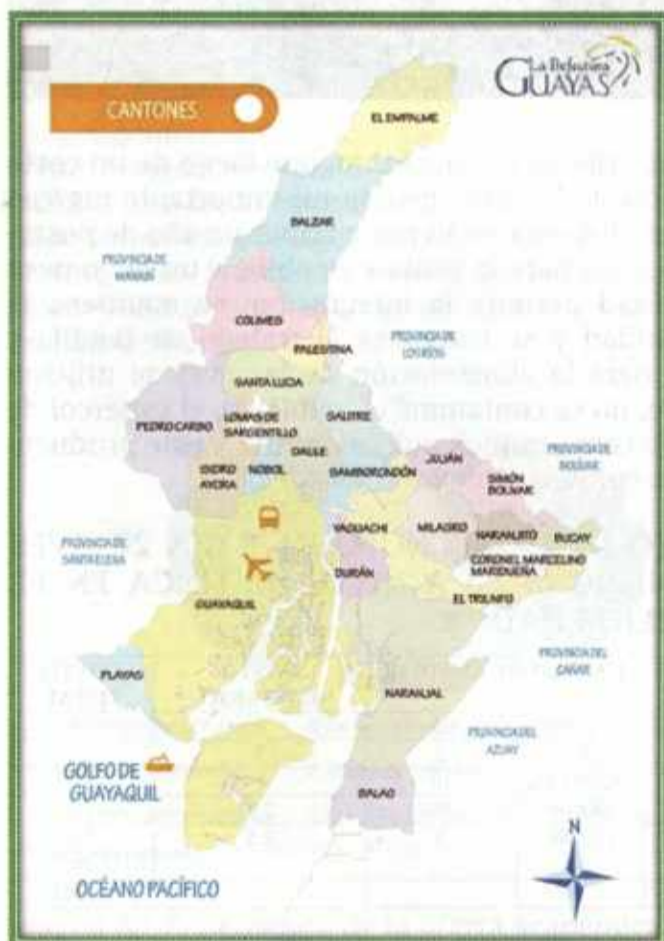 La Prefectura
GUAYAS
CANTONES
EL EMPALME
BALZAR
PROVINCIA DE
MANABÍ
COLIMES
PROVINCIA DE
LOS RÍOS
PALESTINA
SANTA LUCIA
PEDRO CARBO
LOMAS DE
SARGENTILLO
SALITRE
DAULE
JUJÁN
PROVINCIA DE
BOLÍVAR
ISIDRO
AYORA
NOBOL
SAMBORONDÓN
SIMÓN
BOLIVAR
YAGUACHI
MILAGRO
NARANJITO
BUCAY
PROVINCIA DE
SANTA ELENA
DURÁN
CORONEL MARCELINO
MARIDUEÑA
GUAYAQUIL
EL TRIUNFO
PLAYAS
PROVINCIA DEL
CAÑAR
NARANJAL
PROVINCIA DEL
AZUAY
GOLFO DE
GUAYAQUIL
BALAO
N
OCÉANO PACÍFICO